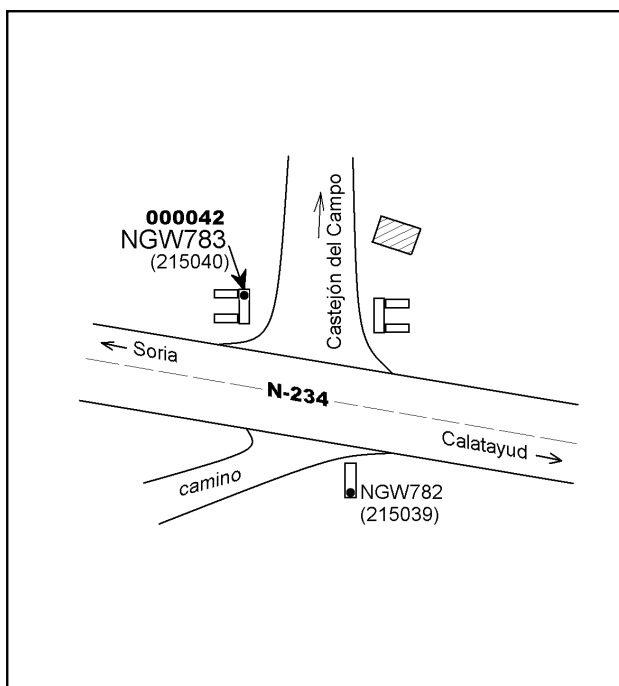 000042
NGW783
(215040)
Castejón del Campo
Soria
N-234
Calatayud
camino
NGW782
(215039)